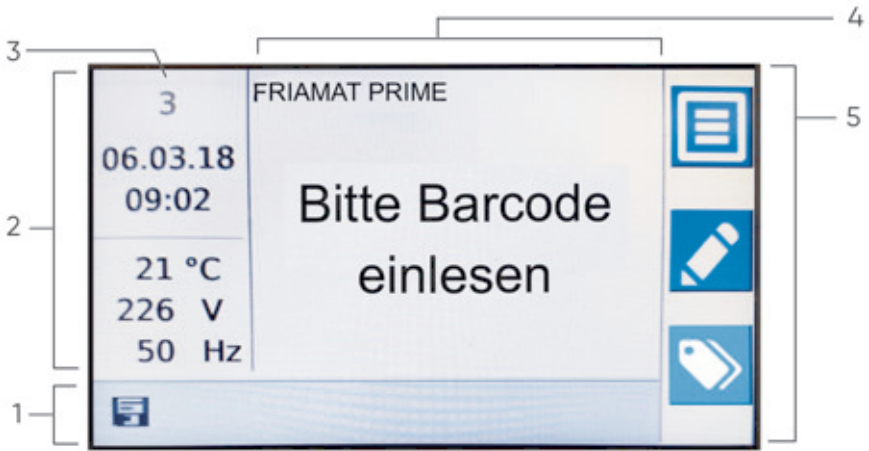 4
3
5
2
1
3
06.03.18
09:02
21 °C
226 V
50 Hz
FRIAMAT PRIME
Bitte Barcode
einlesen